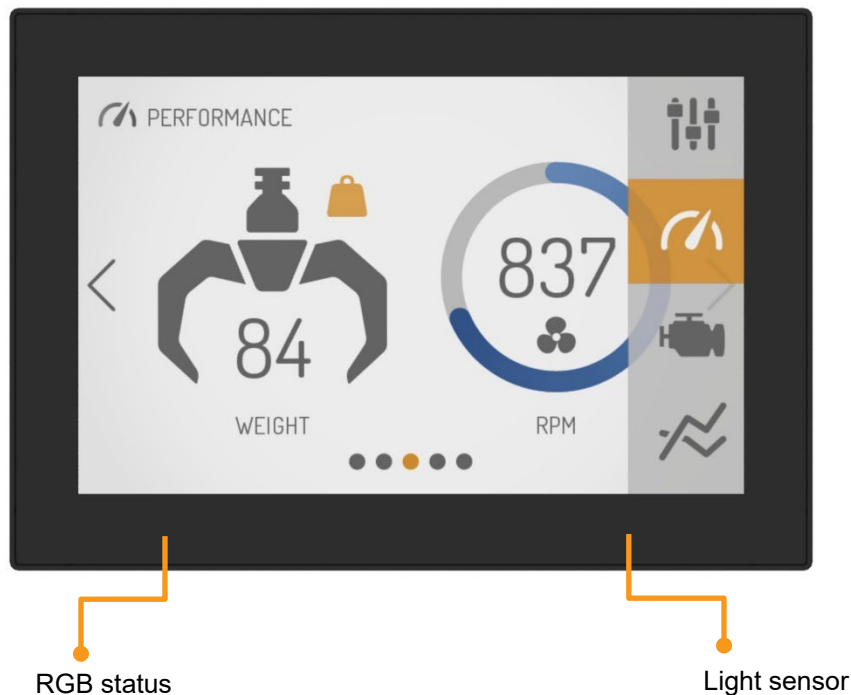 PERFORMANCE
837
84
WEIGHT
RPM
RGB status
Light sensor